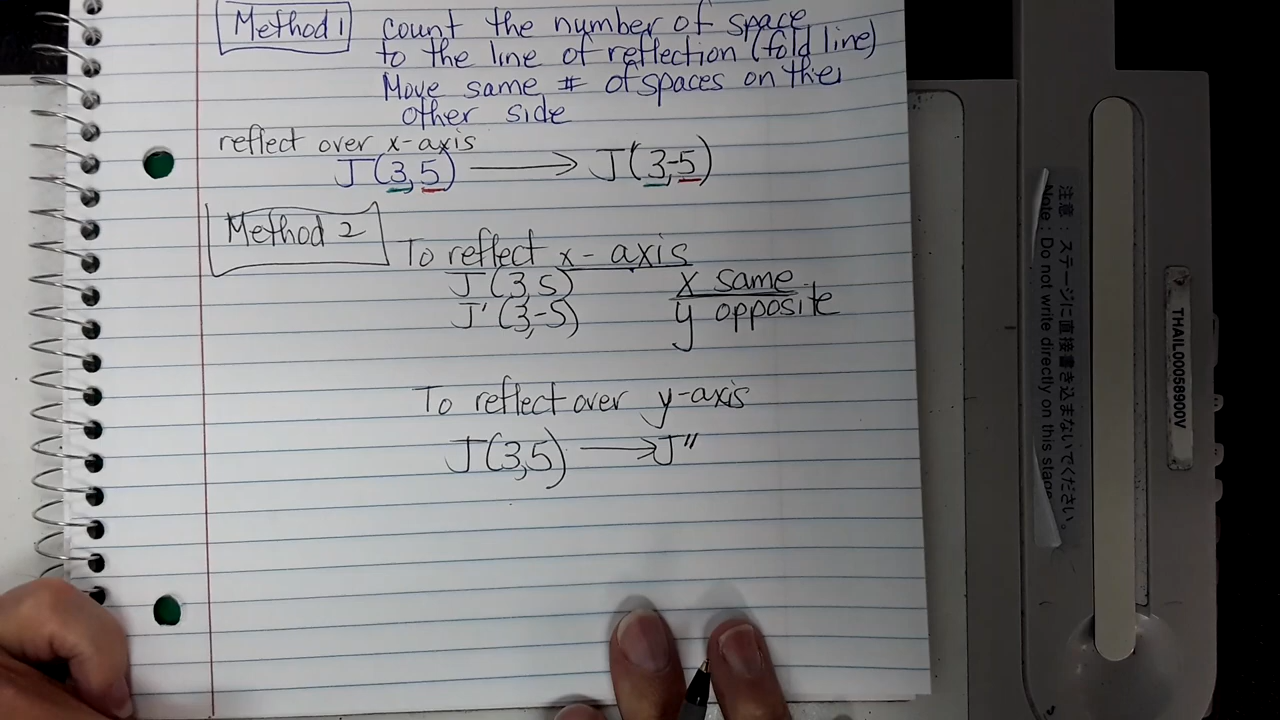 Method 1 count the number of space
to the line of reflection (fold line)
Move same # of spaces on the
other side
reflect over x-axis
J(3,5) → J'(3,-5)
Method 2
To reflect x-axis
J(3,5) x same
J'(3,-5) y opposite
To reflect over y-axis
J(3,5) → J"
注意：ステージに直接書き込まないでください。
Note : Do not write directly on this stage
THAIL00058900V